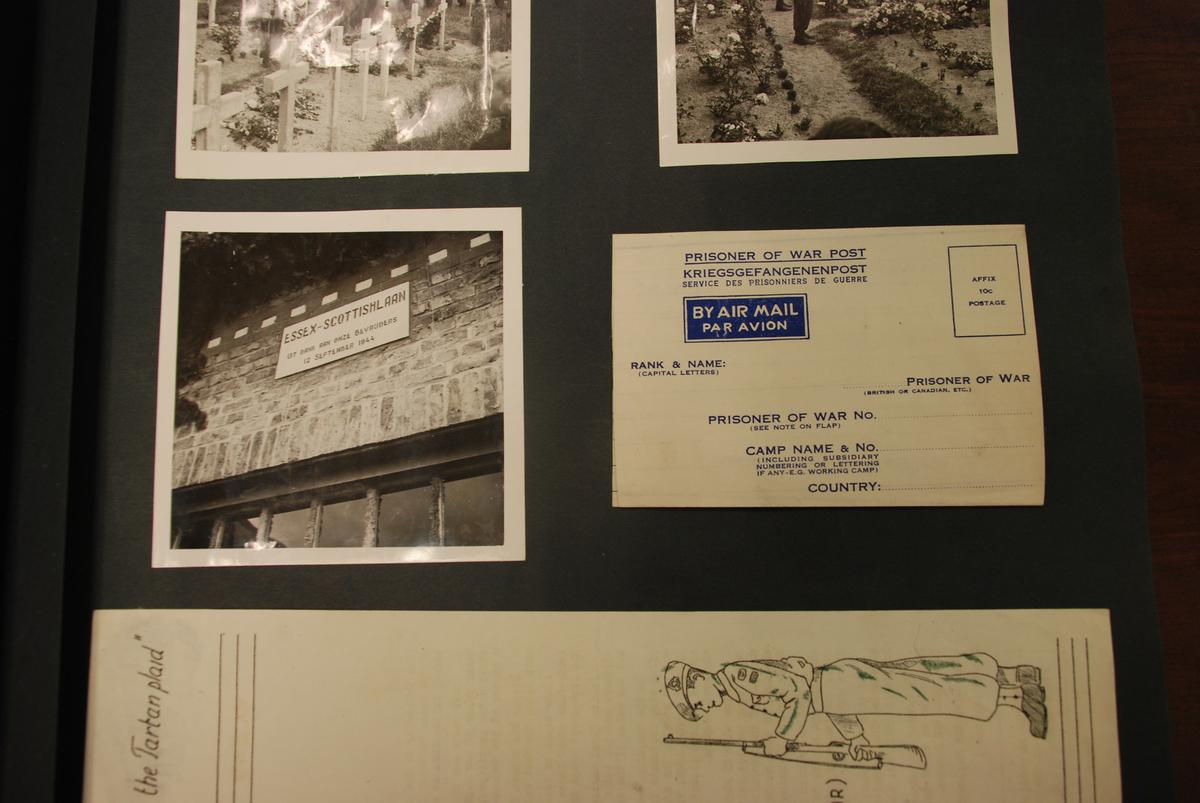 ESSEX-SCOTTISHLAAN
UIT DANK AAN ONZE BEVRIJDERS
12 SEPTEMBER 1944
PRISONER OF WAR POST
KRIEGSGEFANGENENPOST
SERVICE DES PRISONNIERS DE GUERRE
BY AIR MAIL
PAR AVION
AFFIX
10c
POSTAGE
RANK & NAME:
(CAPITAL LETTERS)
PRISONER OF WAR
(BRITISH OR CANADIAN, ETC.)
PRISONER OF WAR No.
(SEE NOTE ON FLAP)
CAMP NAME & No.
(INCLUDING SUBSIDIARY
NUMBERING OR LETTERING
IF ANY-E.G. WORKING CAMP)
COUNTRY:
the Tartan plaid"